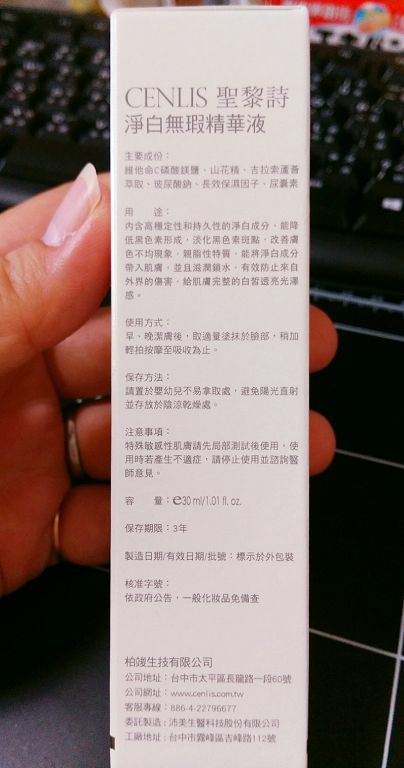 CENLIS 聖黎詩
淨白無瑕精華液
主要成份：
維他命C磷酸鎂鹽、山花精、吉拉索蘆薈
萃取、玻尿酸鈉、長效保濕因子、尿囊素
用　　途：
內含高穩定性和持久性的淨白成分，能降
低黑色素形成，淡化黑色素斑點，改善膚
色不均現象，親脂性特質，能將淨白成分
帶入肌膚，並且滋潤鎖水，有效防止來自
外界的傷害，給肌膚完整的白皙透亮光澤
感。
使用方式：
早、晚潔膚後，取適量塗抹於臉部，稍加
輕拍按摩至吸收為止。
保存方法：
請置於嬰幼兒不易拿取處，避免陽光直射
並存放於陰涼乾燥處。
注意事項：
特殊敏感性肌膚請先局部測試後使用，使
用時若產生不適症，請停止使用並諮詢醫
師意見。
容　　量：e30 ml/1.01 fl. oz.
保存期限：3年
製造日期/有效日期/批號：標示於外包裝
核准字號：
依政府公告，一般化妝品免備查
柏竣生技有限公司
公司地址：台中市太平區長龍路一段60號
公司網址：www.cenlis.com.tw
客服專線：886-4-22796677
委託製造：沛美生醫科技股份有限公司
工廠地址：台中市霧峰區吉峰路112號